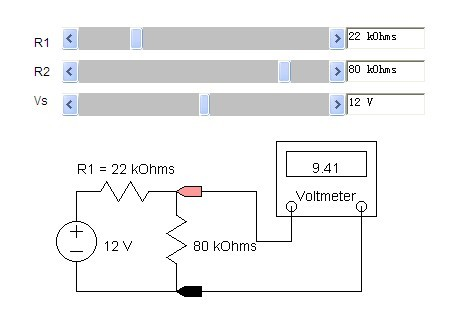 R1 22 kOhms
R2 80 kOhms
Vs 12 V
R1 = 22 kOhms
9.41
Voltmeter
12 V
80 kOhms